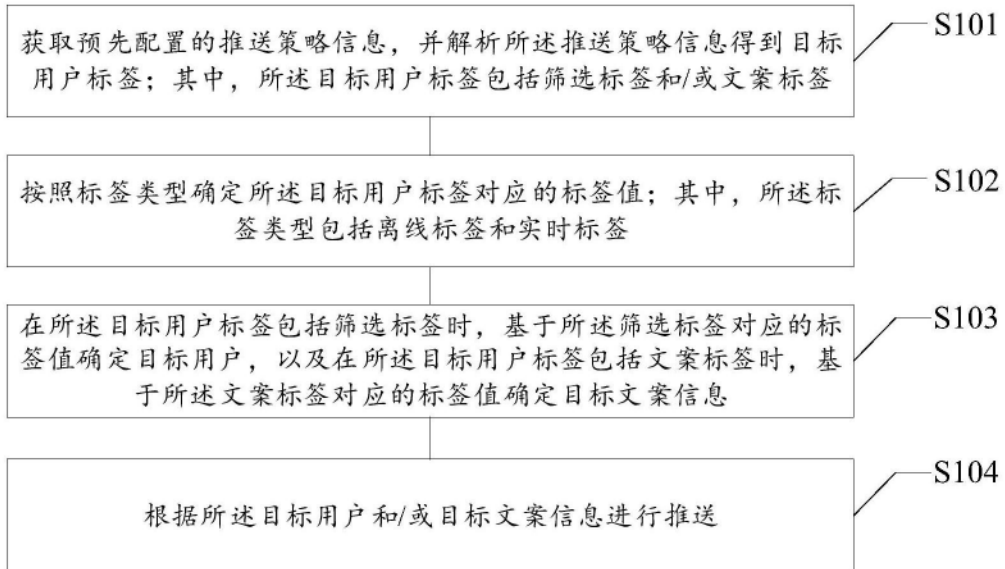 获取预先配置的推送策略信息，并解析所述推送策略信息得到目标
用户标签；其中，所述目标用户标签包括筛选标签和/或文案标签
S101
按照标签类型确定所述目标用户标签对应的标签值；其中，所述标
签类型包括离线标签和实时标签
S102
在所述目标用户标签包括筛选标签时，基于所述筛选标签对应的标
签值确定目标用户，以及在所述目标用户标签包括文案标签时，基
于所述文案标签对应的标签值确定目标文案信息
S103
根据所述目标用户和/或目标文案信息进行推送
S104